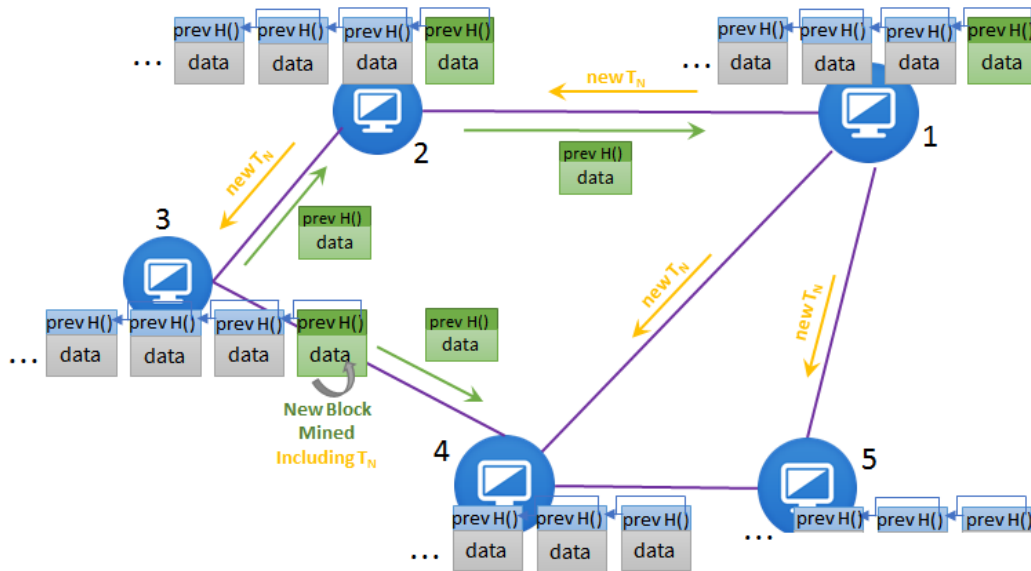 prev H() prev H() prev H() prev H()
... data data data data
prev H() prev H() prev H() prev H()
... data data data data
new T_N
2
1
prev H()
data
new T_N
prev H()
data
3
new T_N
new T_N
prev H() prev H() prev H() prev H()
... data data data data
prev H()
data
New Block
Mined
Including T_N
4
5
prev H() prev H() prev H()
... data data data
prev H() prev H() prev H()
...